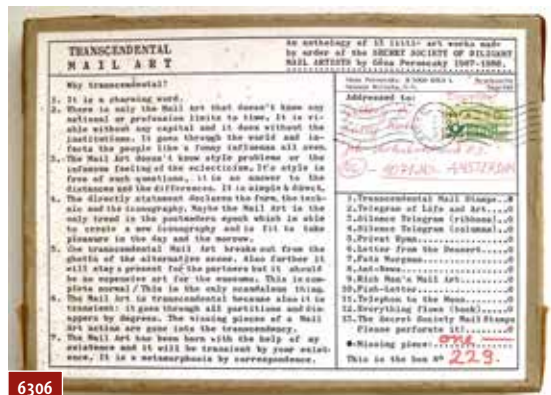 TRANSCENDENTAL
MAIL ART
An anthology of 13 art works made
by order of the SECRET SOCIETY OF DILIGENT
MAIL ARTISTS by Géza Perneczky 1987-1988.
Why transcendental?
1. It is a charming word.
2. There is only the Mail Art that doesn't know any
national or profession limits to time. It is
able without any capital and it does without the
institutions. It goes through the world and
the people like a funny influenza all over.
3. The Mail Art doesn't know style problems or the
infamous feeling of the eclecticism. It's style is
free of such questions, it is an answer to the
distances and the differences. It is simple & direct.
4. The directly statement declares the form, the tech-
nic and the iconography. Maybe the Mail Art is the
only trend in the postmodern epoch which is able
to create a new iconography and is fit to take
pleasure in the day and the morrow.
5. One transcendental Mail Art breaks out from the
ghetto of the alternative scene. Also further it
will stay a present for the partners but it should
be an expensive art for the museums. This is com-
plete normal / This is the only scandalous thing.
6. The Mail Art is transcendental because also it is
transient: it goes through all partitions and dis-
appears by degrees. The missing pieces of a Mail
Art action are gone into the transcendency.
7. The Mail Art has been born with the help of my
existence and it will be transient by your exist-
ence. It is a metamorphosis by correspondence.
Addressed to:
AMSTERDAM
1. Transcendental Mail Stamps
2. Telegram of Life and Art
3. Silence Telegram (ribbons)
4. Silence Telegram (columns)
5. Privat Hymn
6. Letter from the Dessert
7. Fata Morgana
8. Ant-News
9. Rich Man's Mail Art
10. Fish-Letter
11. Telephon to the Moon
12. Everything flows (book)
13. The Secret Society Mail Stamps
Please perforate it!
Missing piece: one
This is the box Nº 229.
6306